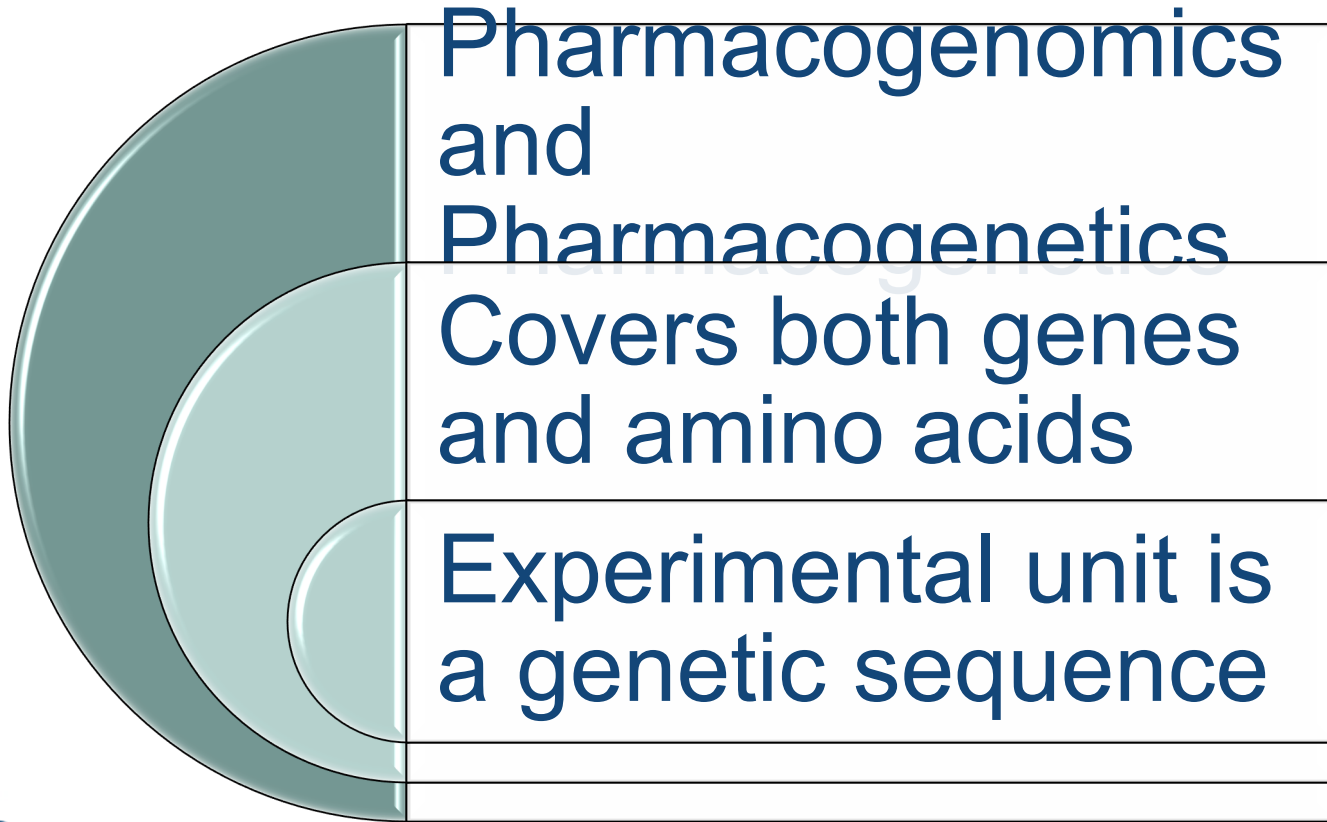 Pharmacogenomics
and
Pharmacogenetics
Covers both genes
and amino acids
Experimental unit is
a genetic sequence